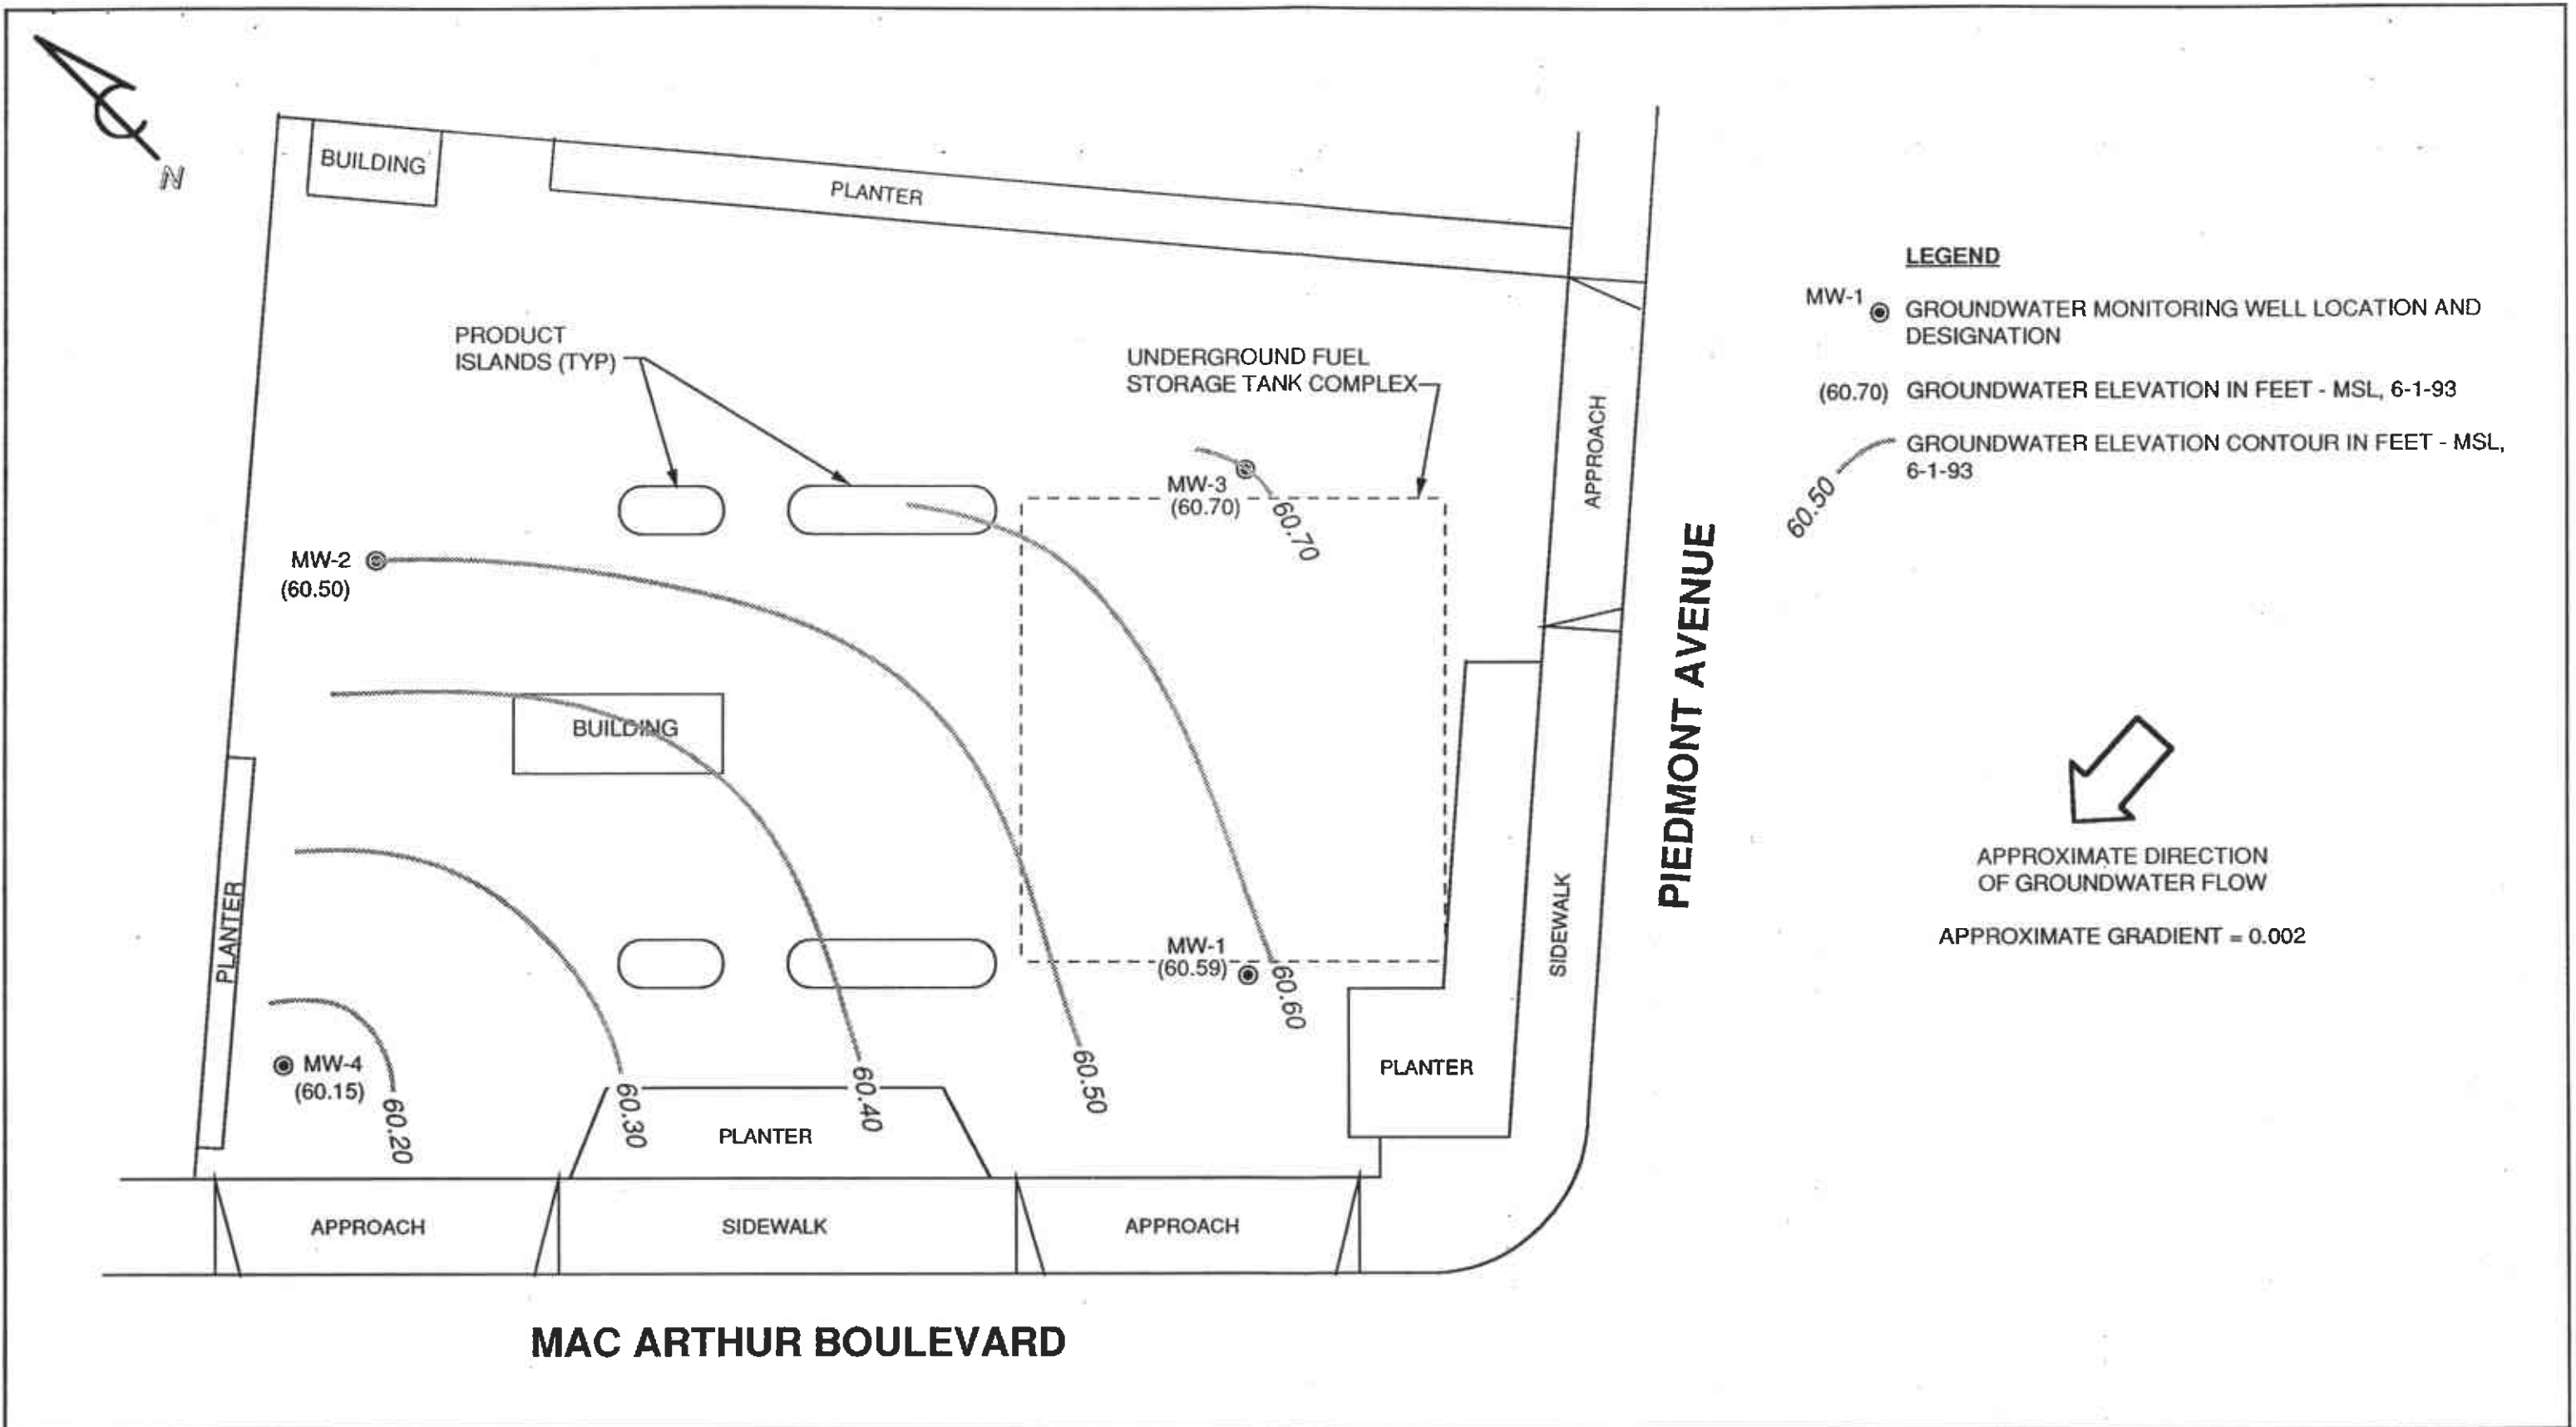 N
BUILDING
PLANTER
PRODUCT
ISLANDS (TYP)
UNDERGROUND FUEL
STORAGE TANK COMPLEX
MW-3
(60.70)
60.70
MW-2
(60.50)
BUILDING
PLANTER
MW-1
(60.59)
60.60
MW-4
(60.15)
60.20
60.30
60.40
60.50
PLANTER
PLANTER
APPROACH
SIDEWALK
APPROACH
APPROACH
SIDEWALK
PIEDMONT AVENUE
MAC ARTHUR BOULEVARD
LEGEND
MW-1
GROUNDWATER MONITORING WELL LOCATION AND
DESIGNATION
(60.70) GROUNDWATER ELEVATION IN FEET - MSL, 6-1-93
60.50
GROUNDWATER ELEVATION CONTOUR IN FEET - MSL,
6-1-93
APPROXIMATE DIRECTION
OF GROUNDWATER FLOW
APPROXIMATE GRADIENT = 0.002